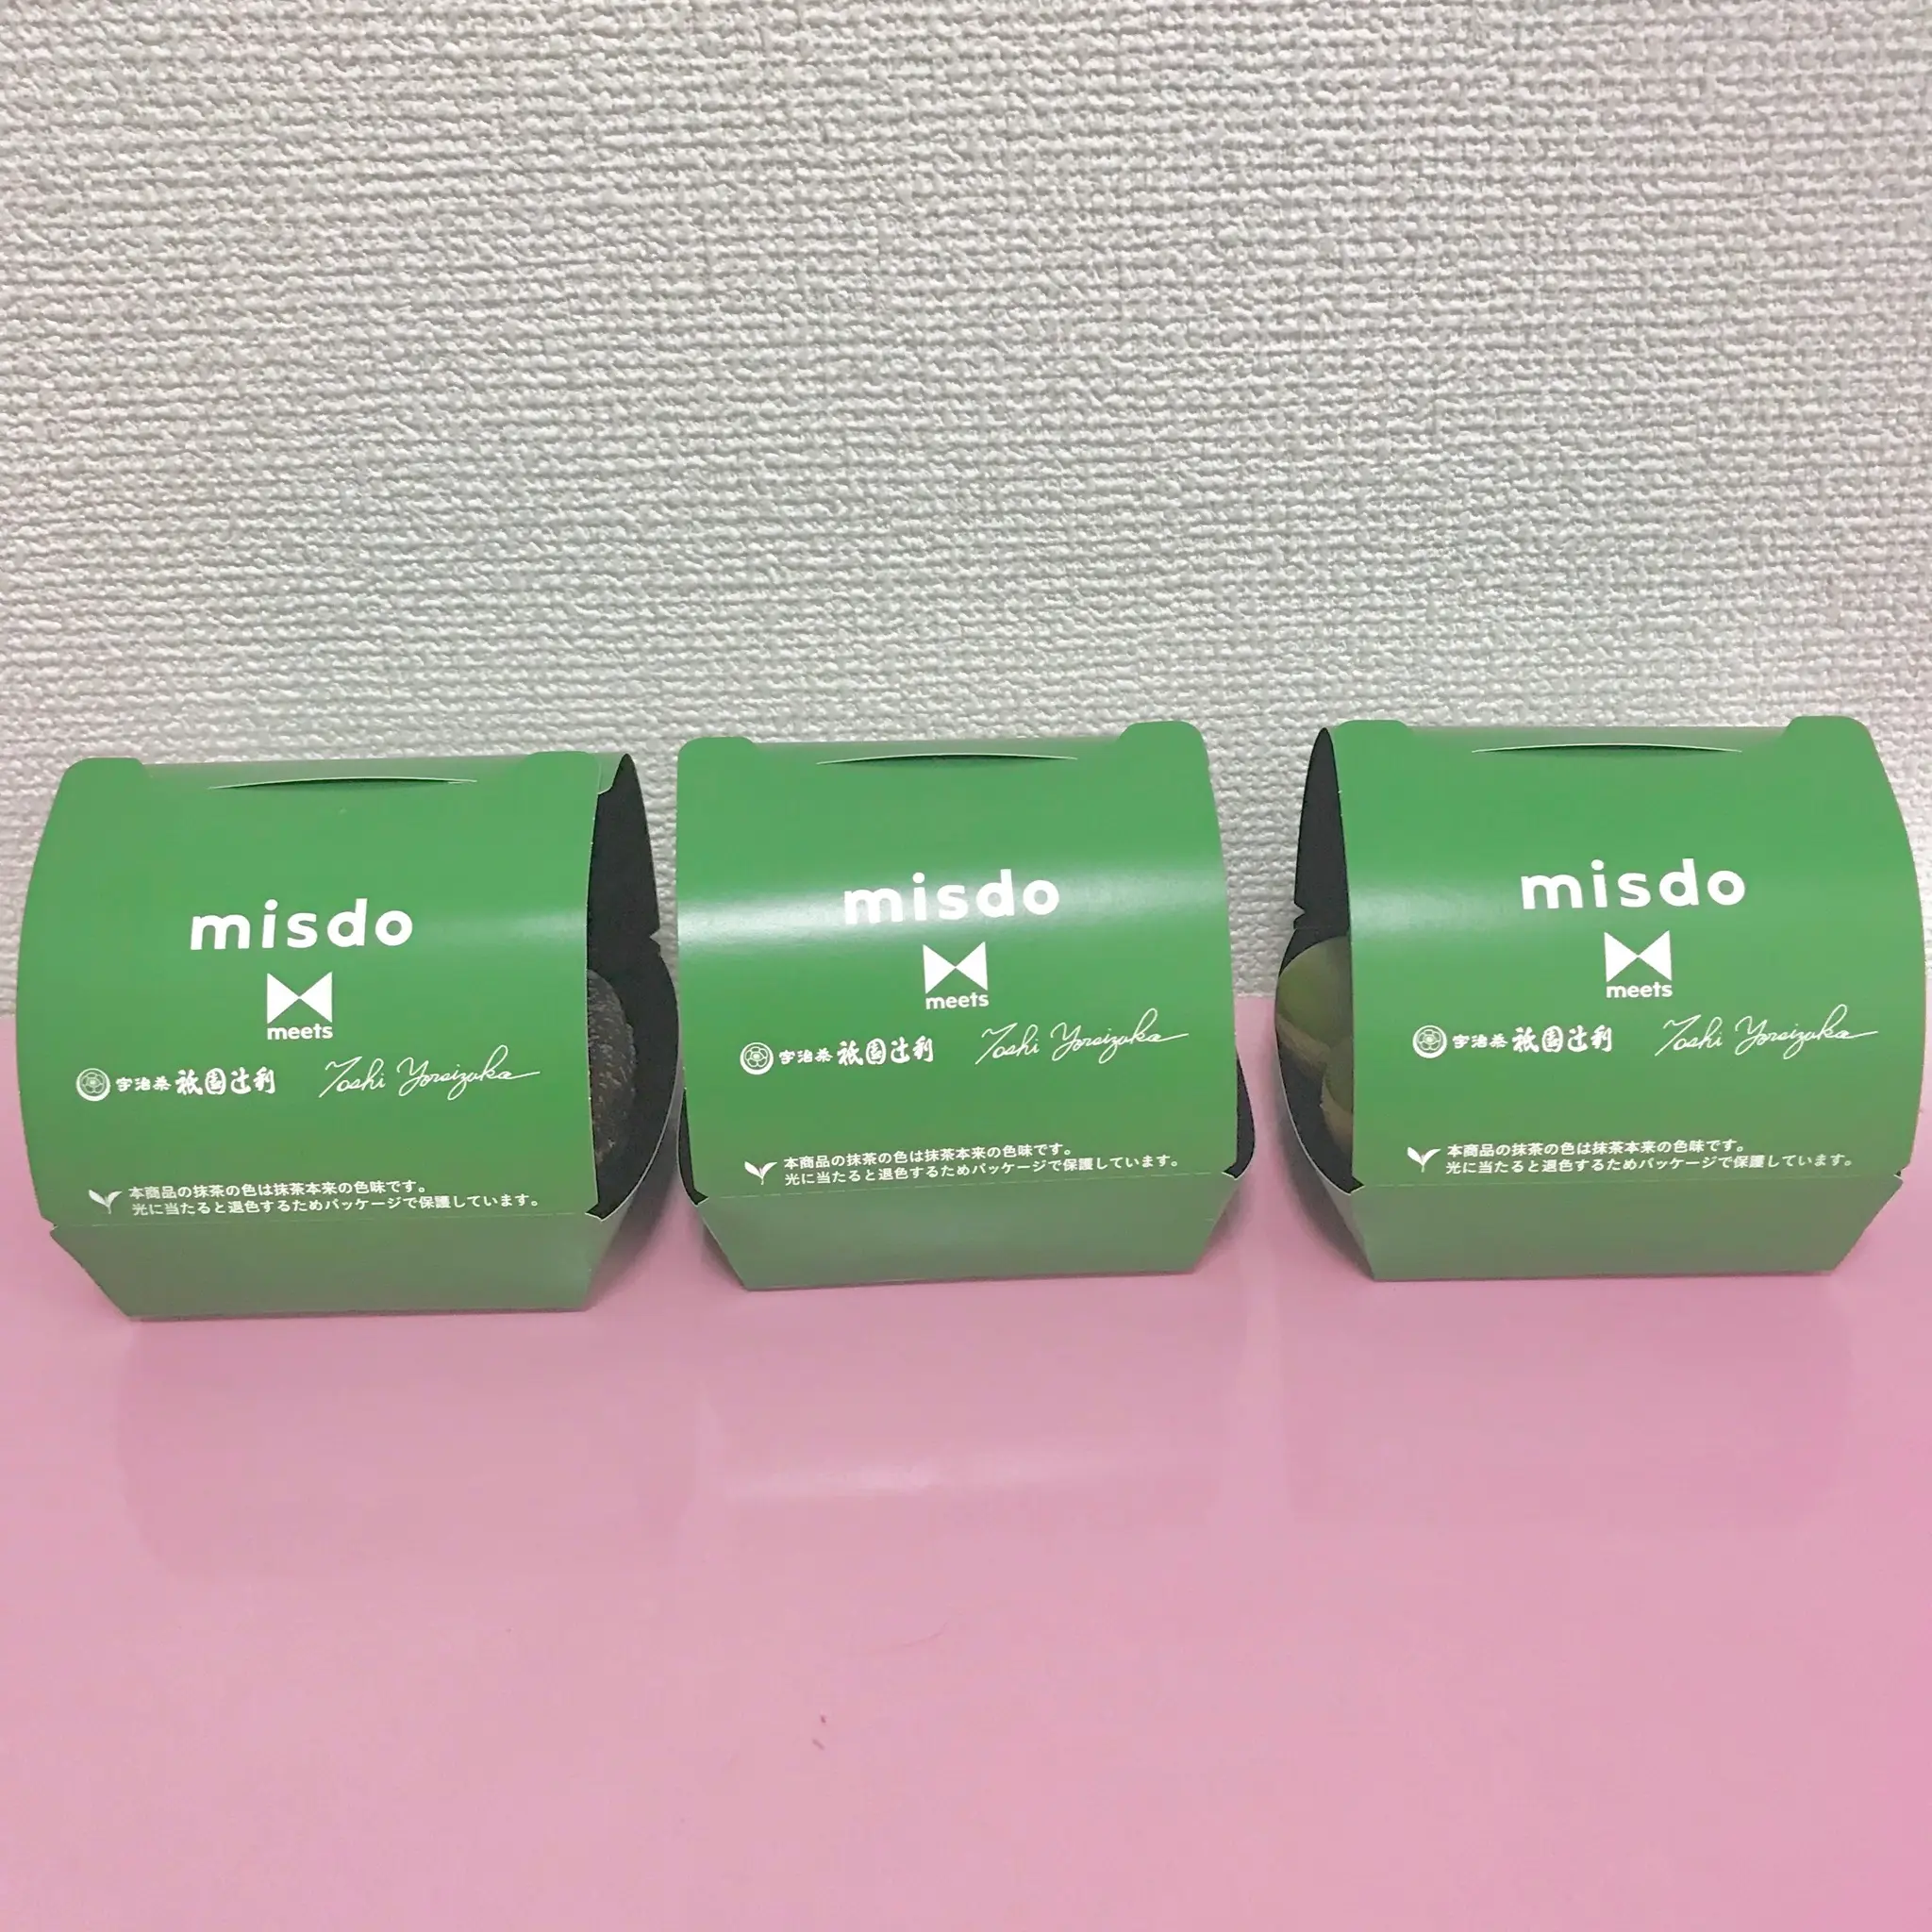 misdo
meets
宇治茶 祇園辻利 Toshi Yoroizuka
本商品の抹茶の色は抹茶本来の色味です。
光に当たると退色するためパッケージで保護しています。
misdo
meets
宇治茶 祇園辻利 Toshi Yoroizuka
本商品の抹茶の色は抹茶本来の色味です。
光に当たると退色するためパッケージで保護しています。
misdo
meets
宇治茶 祇園辻利 Toshi Yoroizuka
本商品の抹茶の色は抹茶本来の色味です。
光に当たると退色するためパッケージで保護しています。